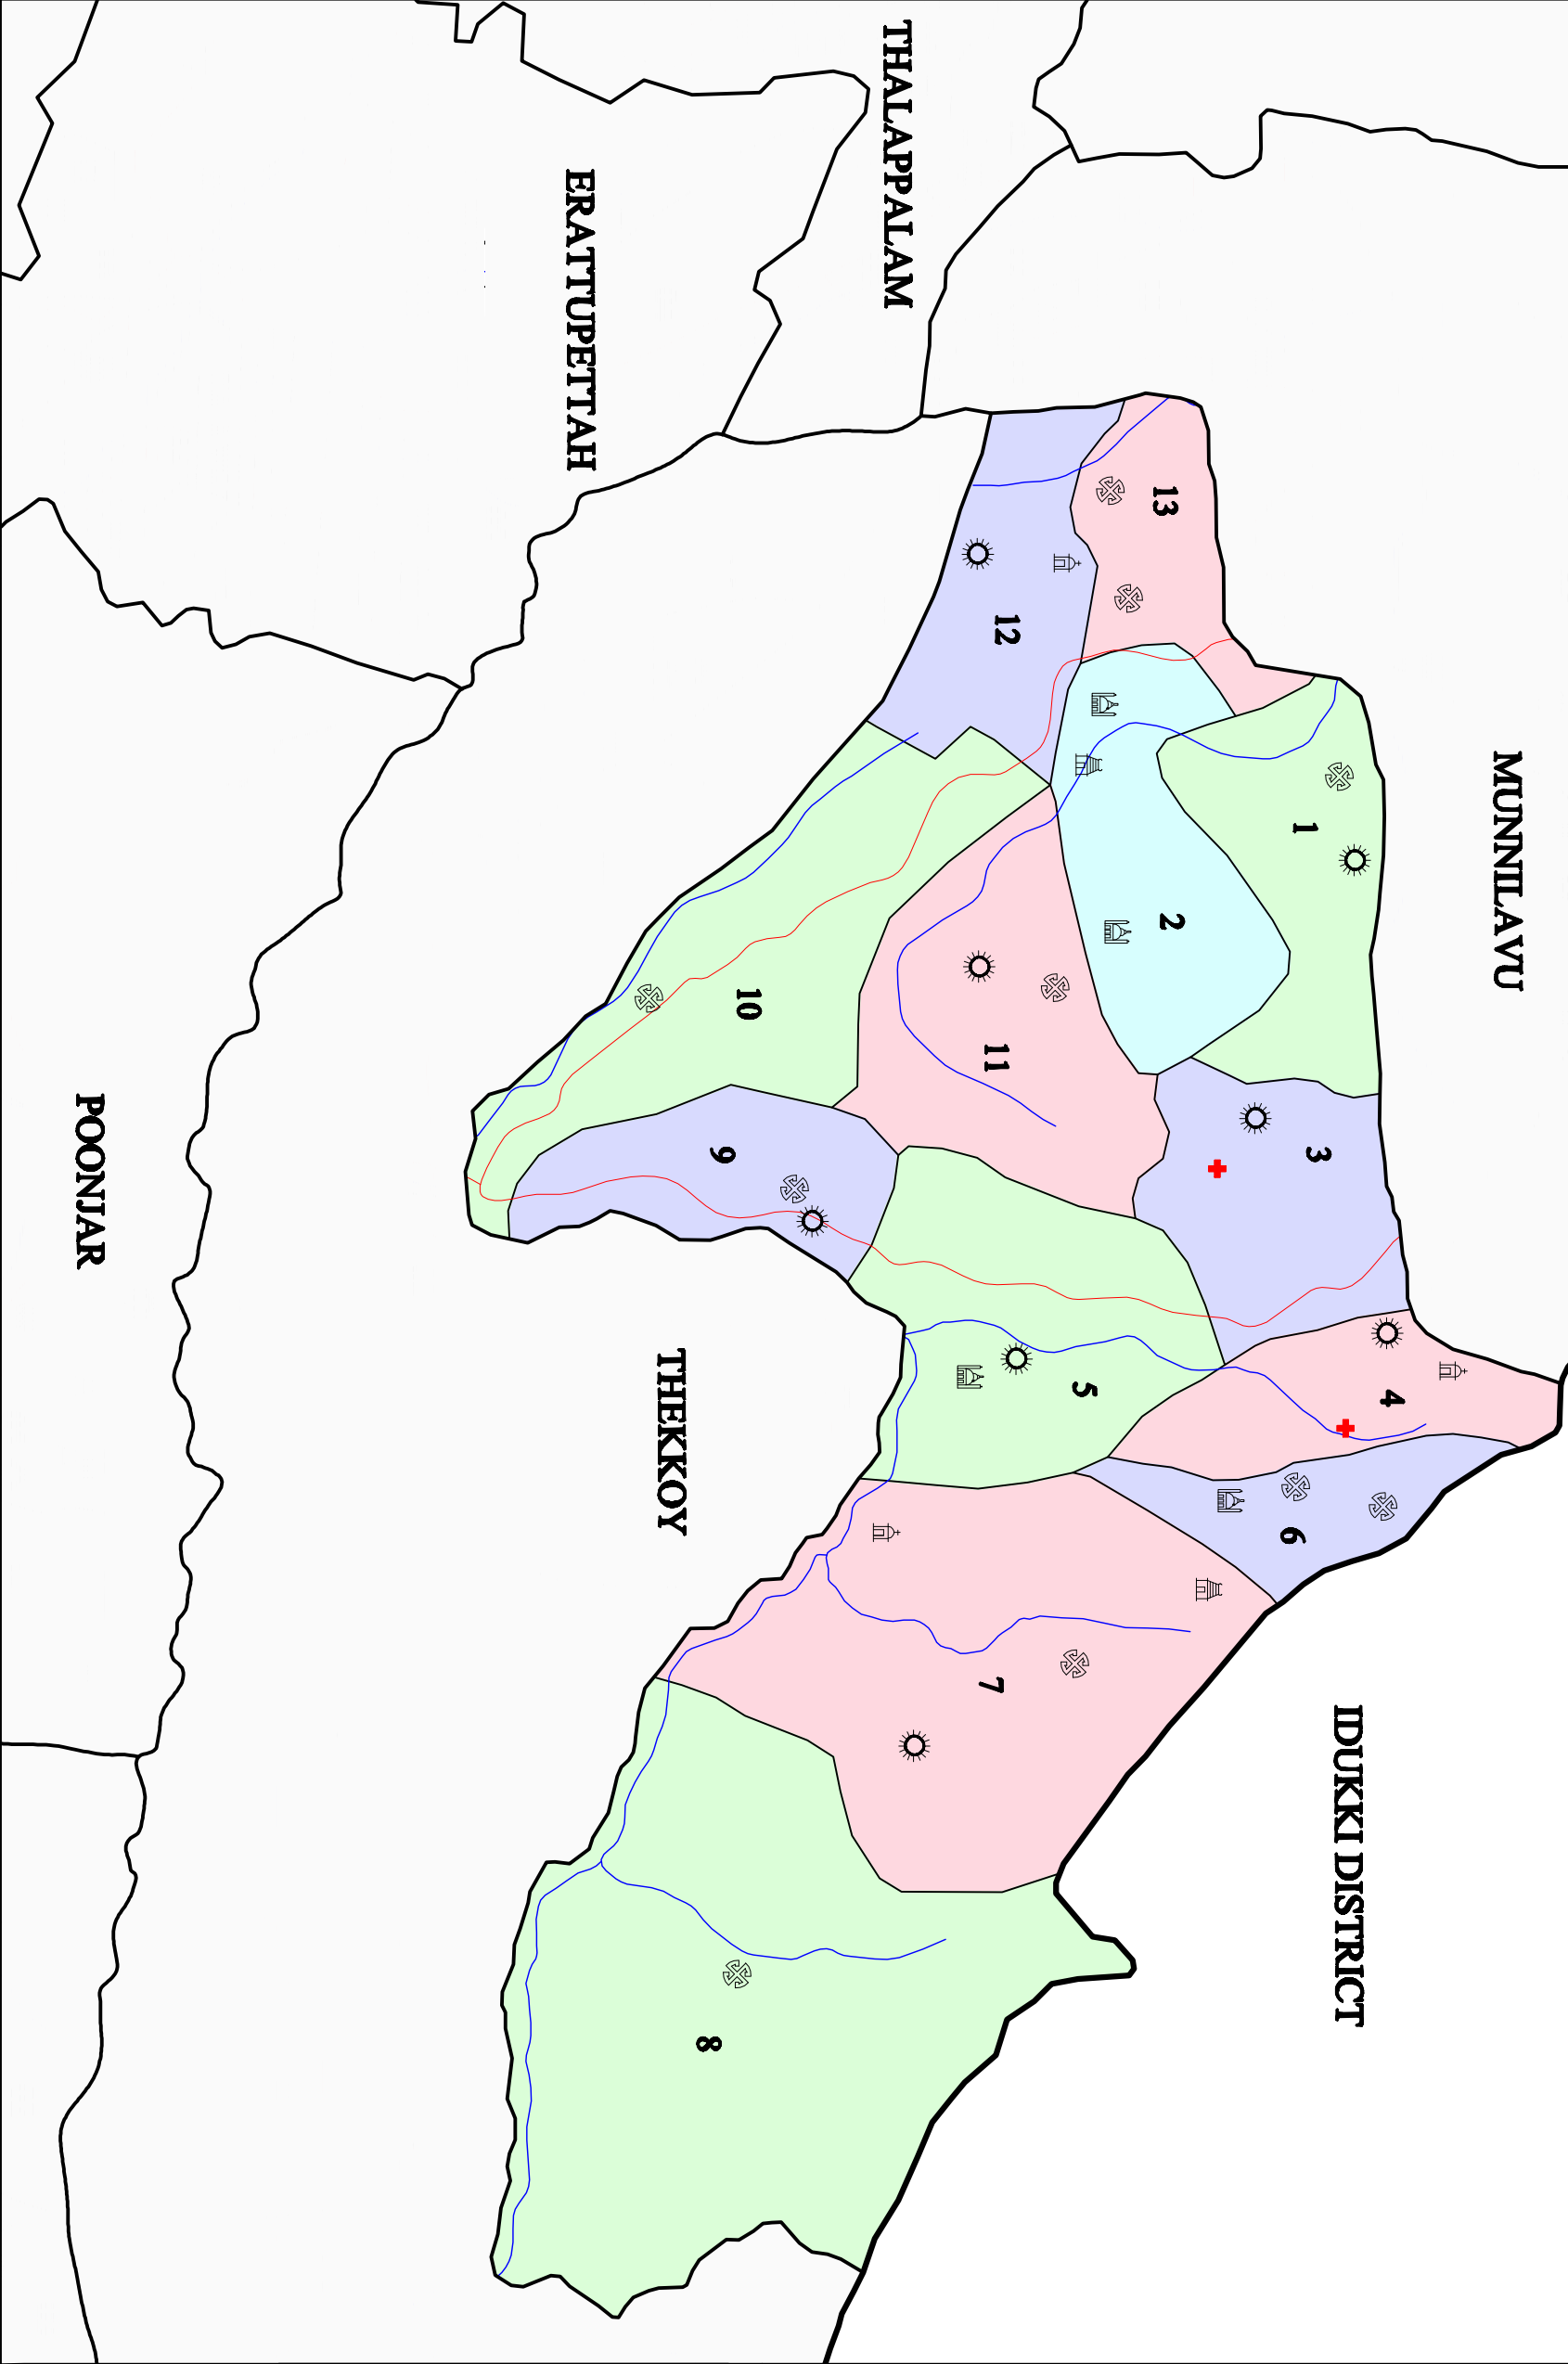 THALAPPALAM
ERATTUPETTAH
MUNNILAVU
POONJAR
THEKKOY
IDUKKI DISTRICT
13
12
1
2
10
11
3
9
5
4
6
7
8